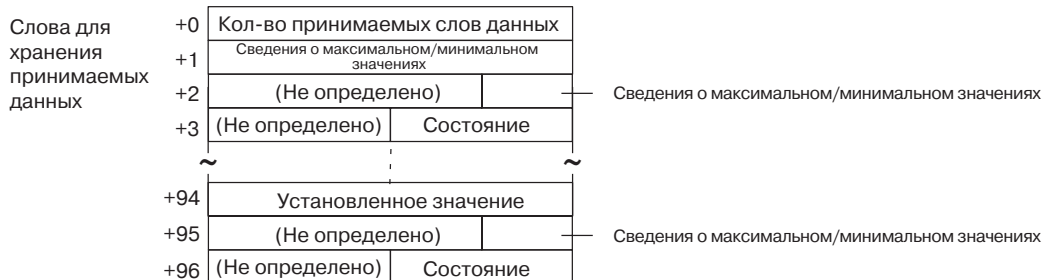 Слова для
хранения
принимаемых
данных
+0 Кол-во принимаемых слов данных
+1 Сведения о максимальном/минимальном
значениях
+2 (Не определено) Сведения о максимальном/минимальном значениях
+3 (Не определено) Состояние
~ ~
+94 Установленное значение
+95 (Не определено) Сведения о максимальном/минимальном значениях
+96 (Не определено) Состояние